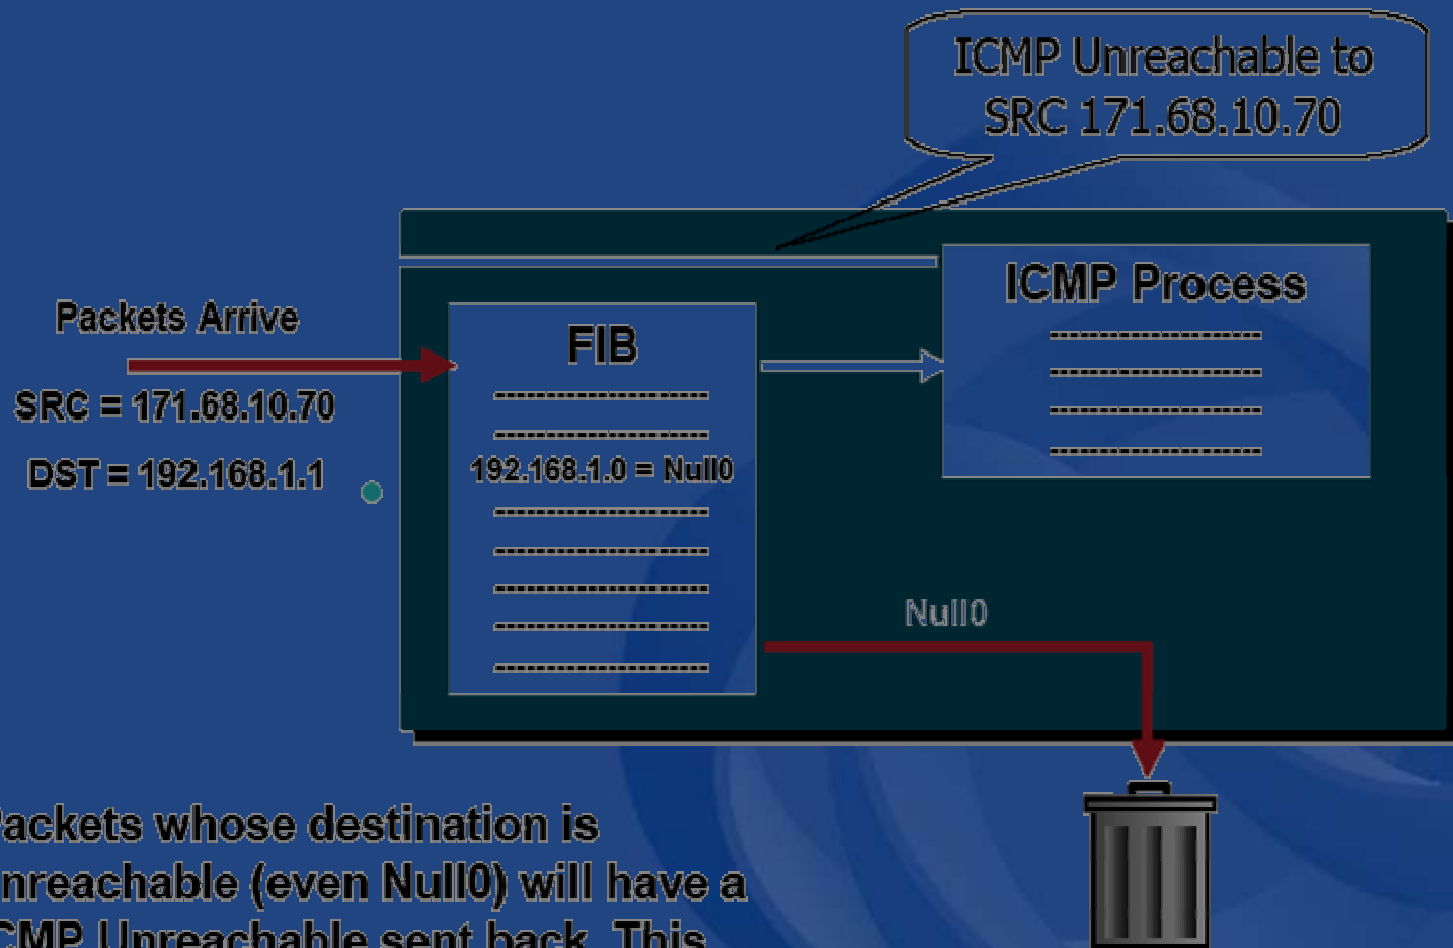 ICMP Unreachable to
SRC 171.68.10.70
ICMP Process
Packets Arrive
FIB
SRC = 171.68.10.70
DST = 192.168.1.1
192.168.1.0 = Null0
Null0
ackets whose destination is
nreachable (even Null0) will have a
CMP Unreachable sent back. This